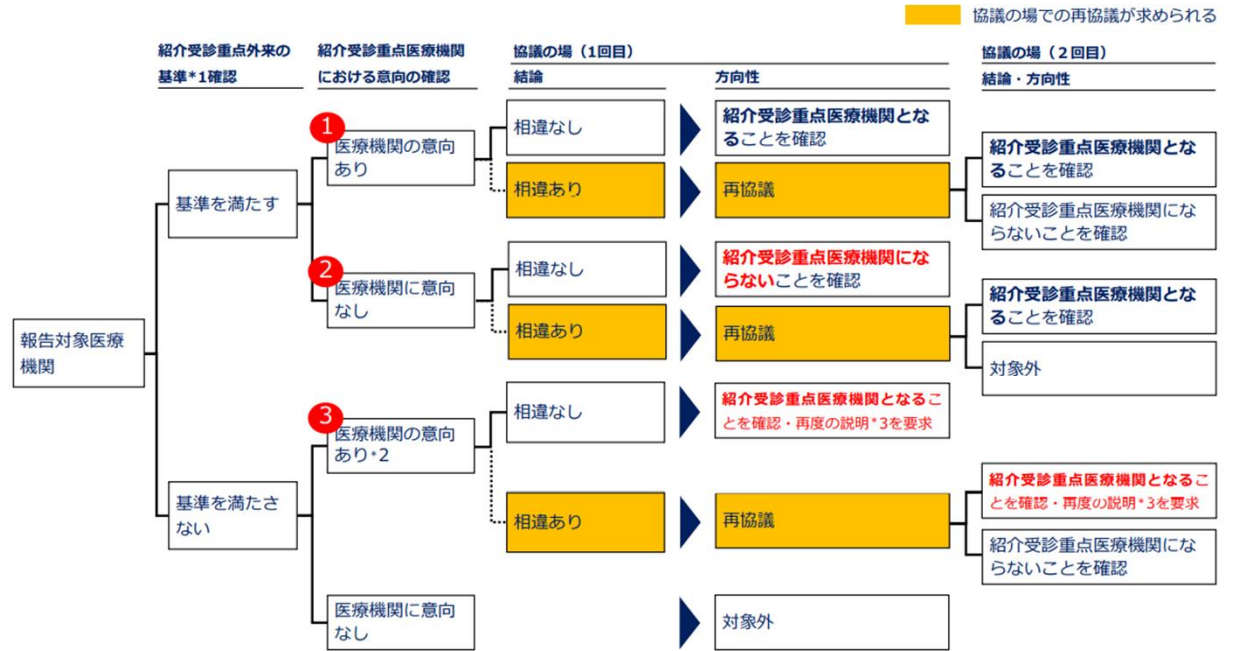 協議の場での再協議が求められる
紹介受診重点外来の
基準*1確認
紹介受診重点医療機関
における意向の確認
協議の場（1回目）
結論
方向性
協議の場（２回目）
結論・方向性
報告対象医療
機関
基準を満たす
1
医療機関の意向
あり
相違なし
紹介受診重点医療機関とな
ることを確認
相違あり
再協議
紹介受診重点医療機関とな
ることを確認
紹介受診重点医療機関にな
らないことを確認
2
医療機関に意向
なし
相違なし
紹介受診重点医療機関にな
らないことを確認
相違あり
再協議
紹介受診重点医療機関とな
ることを確認
対象外
基準を満たさ
ない
3
医療機関の意向
あり*2
相違なし
紹介受診重点医療機関となるこ
とを確認・再度の説明*3を要求
相違あり
再協議
紹介受診重点医療機関となるこ
とを確認・再度の説明*3を要求
紹介受診重点医療機関にな
らないことを確認
医療機関に意向
なし
対象外